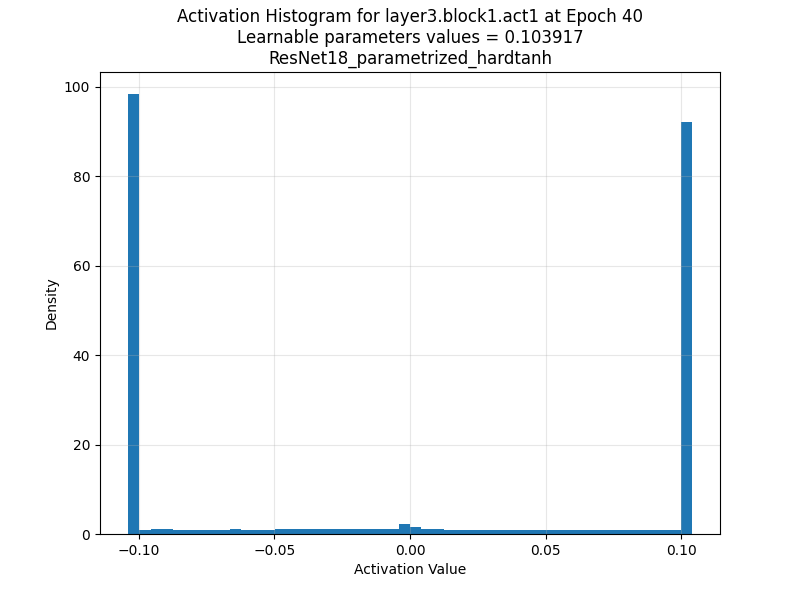 Activation Histogram for layer3.block1.act1 at Epoch 40
Learnable parameters values = 0.103917
ResNet18_parametrized_hardtanh
100
80
60
40
20
0
Density
−0.10
−0.05
0.00
0.05
0.10
Activation Value